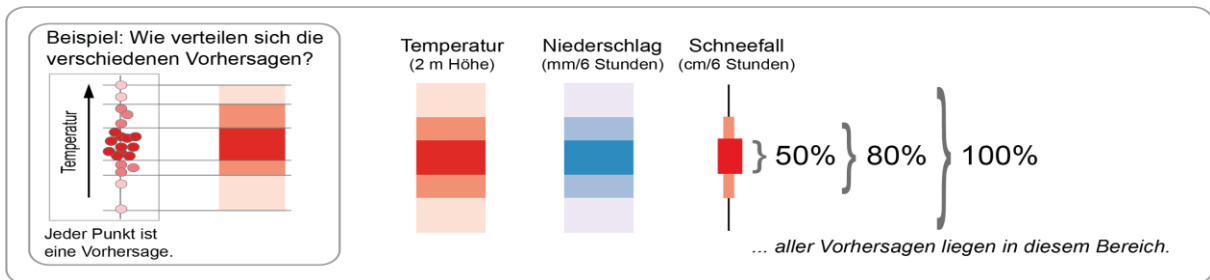 Beispiel: Wie verteilen sich die
verschiedenen Vorhersagen?
Temperatur
Jeder Punkt ist
eine Vorhersage.
Temperatur
(2 m Höhe)
Niederschlag
(mm/6 Stunden)
Schneefall
(cm/6 Stunden)
50%
80%
100%
... aller Vorhersagen liegen in diesem Bereich.